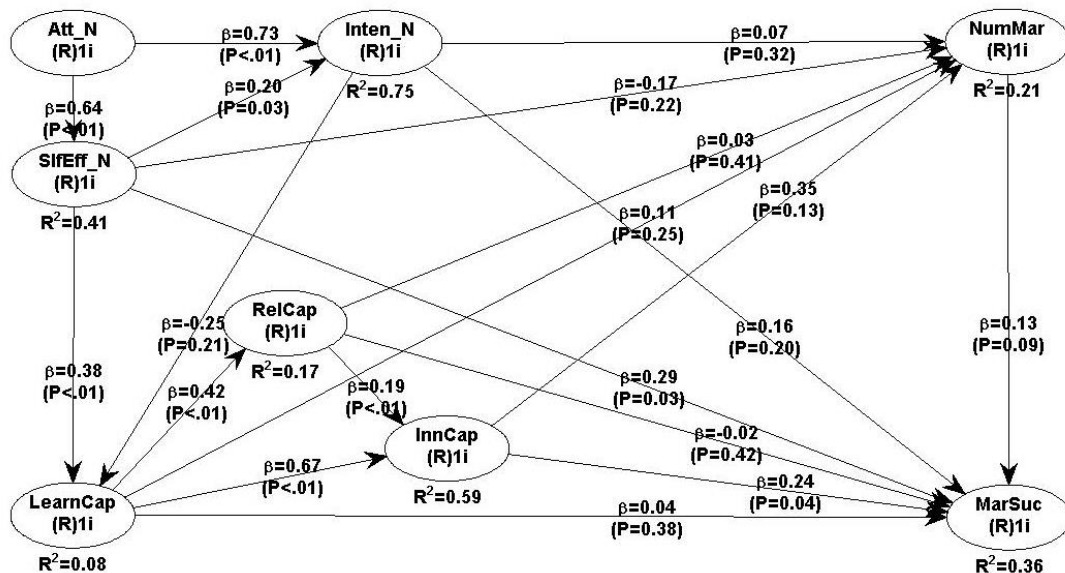 Att_N
(R)1i
β=0.73
(P<.01)
Inten_N
(R)1i
R²=0.75
β=0.07
(P=0.32)
NumMar
(R)1i
R²=0.21
β=0.20
(P=0.03)
β=-0.17
(P=0.22)
β=0.64
(P<.01)
SlfEff_N
(R)1i
R²=0.41
β=0.03
(P=0.41)
β=0.35
(P=0.13)
β=0.11
(P=0.25)
RelCap
(R)1i
R²=0.17
β=-0.25
(P=0.21)
β=0.16
(P=0.20)
β=0.13
(P=0.09)
β=0.38
(P<.01)
β=0.42
(P<.01)
β=0.19
(P<.01)
β=0.29
(P=0.03)
InnCap
(R)1i
R²=0.59
β=-0.02
(P=0.42)
β=0.67
(P<.01)
β=0.24
(P=0.04)
LearnCap
(R)1i
R²=0.08
β=0.04
(P=0.38)
MarSuc
(R)1i
R²=0.36